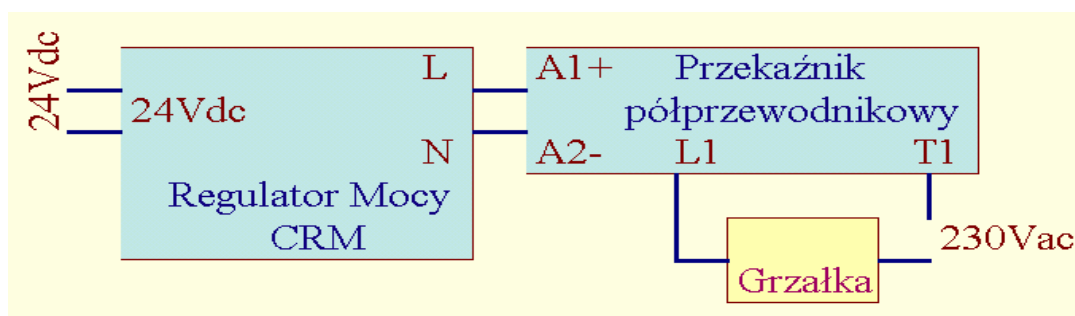 24Vdc
24Vdc
L
N
Regulator Mocy
CRM
A1+
Przekaźnik
półprzewodnikowy
A2-
L1
T1
Grzałka
230Vac